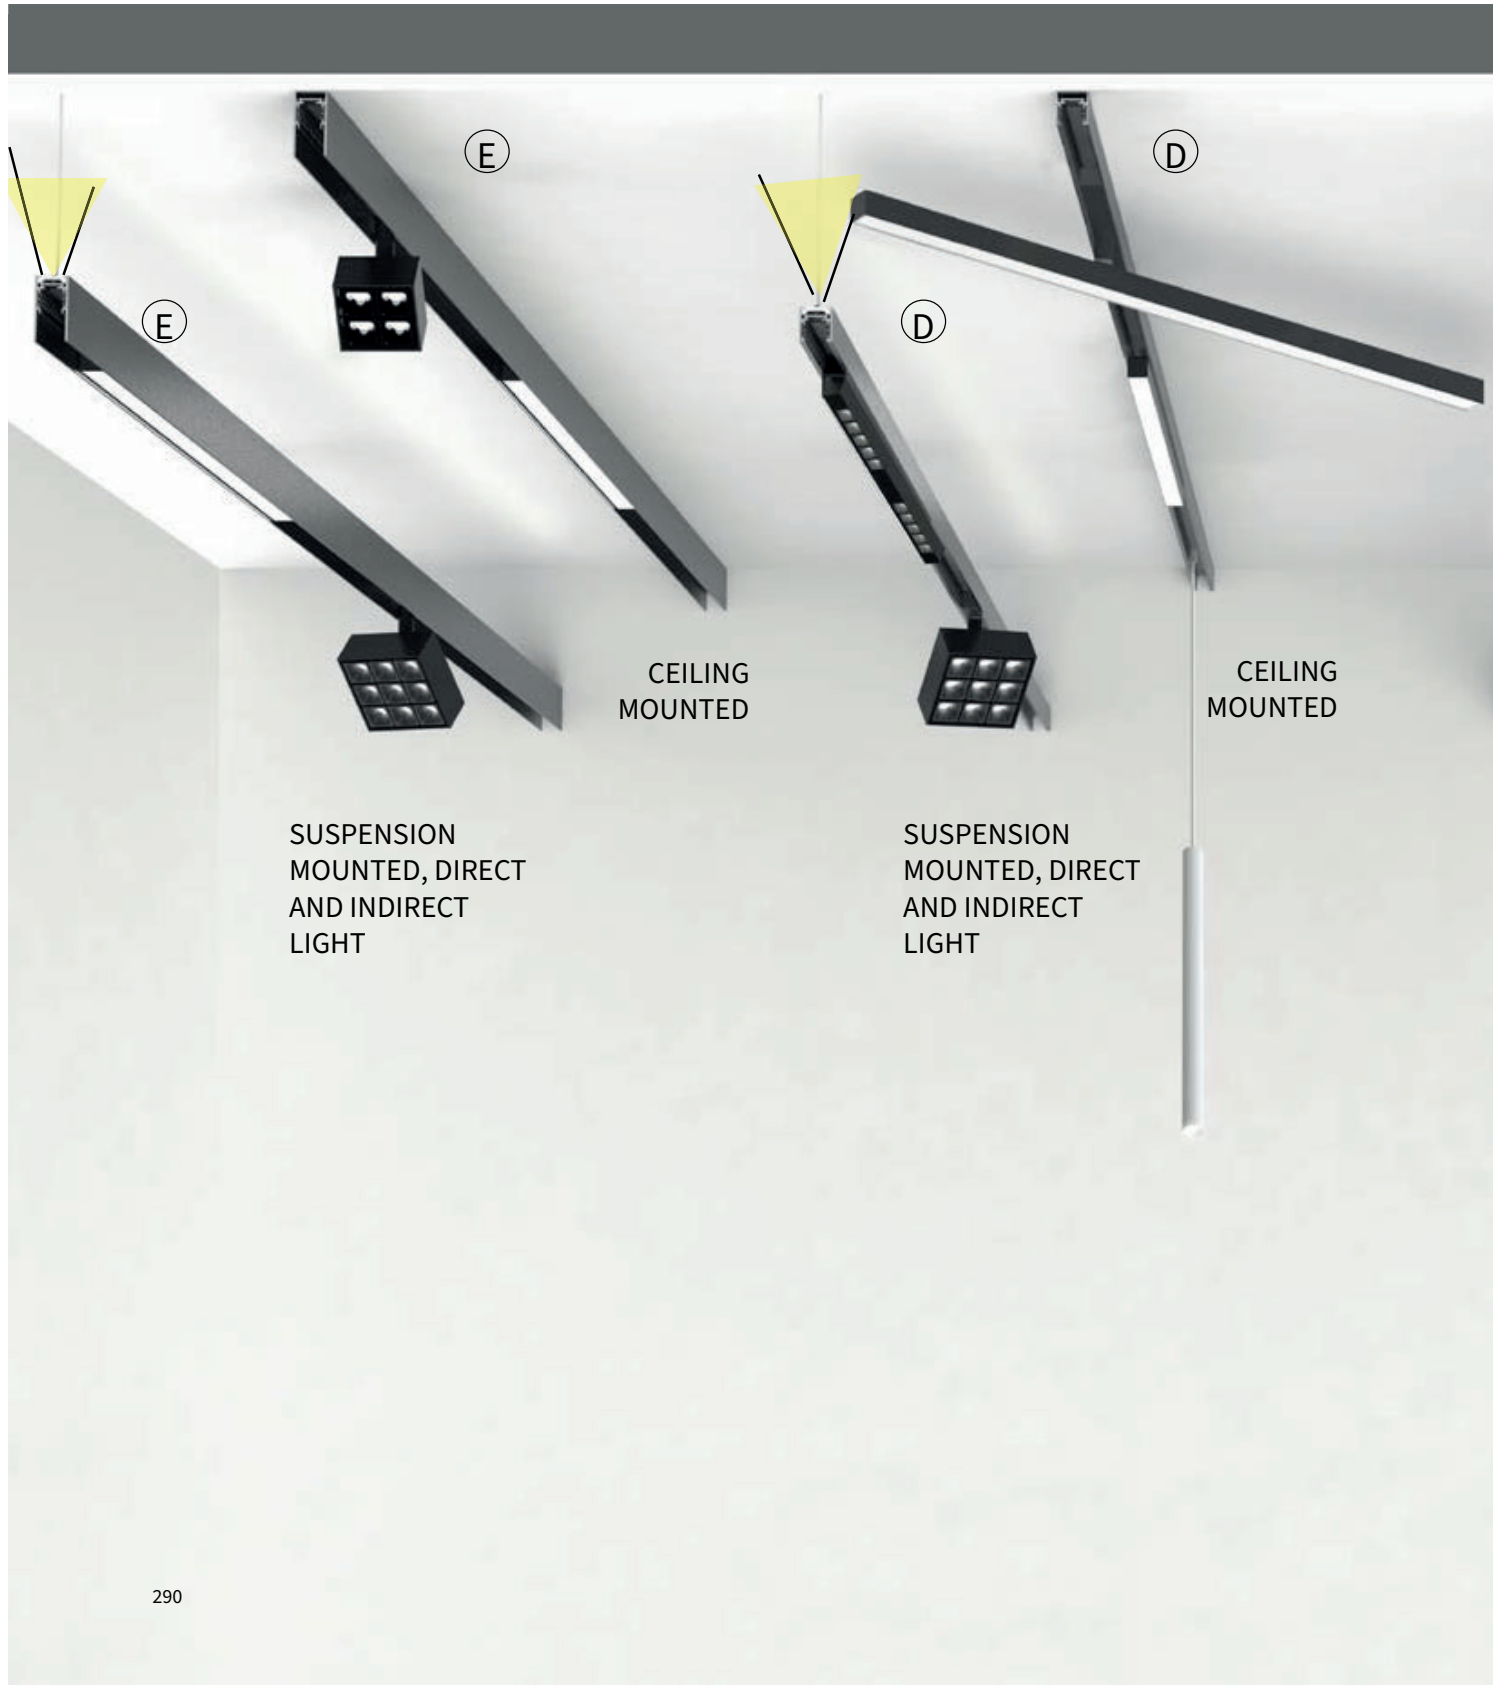 E
D
E
D
CEILING
MOUNTED
CEILING
MOUNTED
SUSPENSION
MOUNTED, DIRECT
AND INDIRECT
LIGHT
SUSPENSION
MOUNTED, DIRECT
AND INDIRECT
LIGHT
290